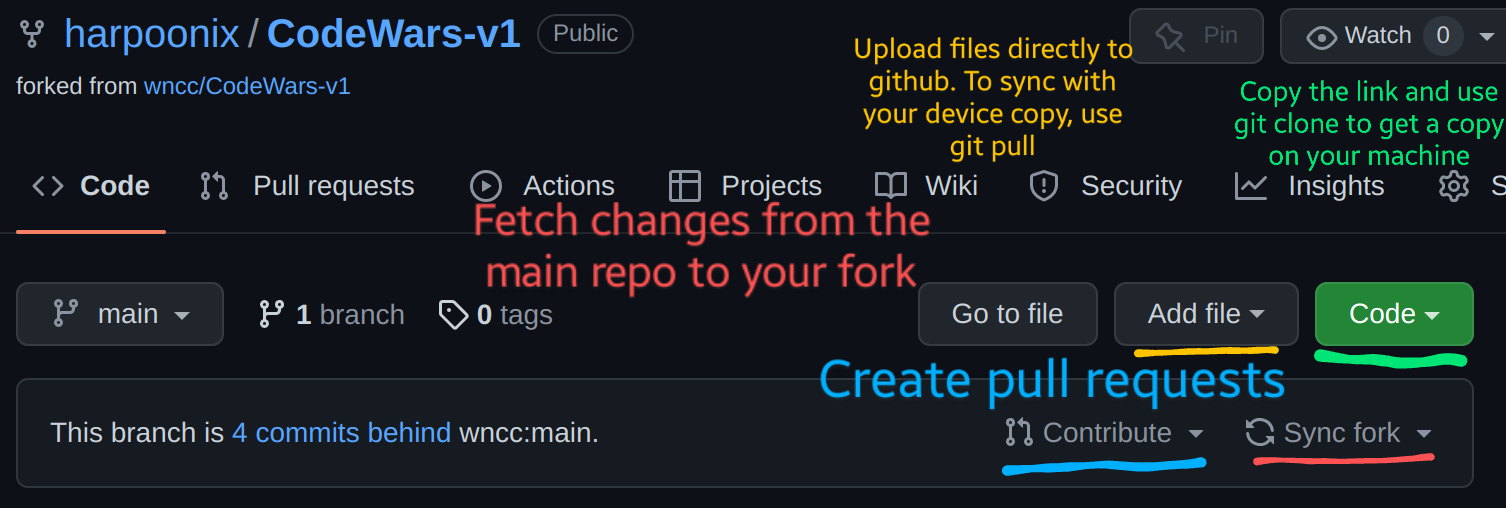 harpoonix / CodeWars-v1 Public
Pin
Watch 0
forked from wncc/CodeWars-v1
Upload files directly to
github. To sync with
your device copy, use
git pull
Copy the link and use
git clone to get a copy
on your machine
Code Pull requests Actions Projects Wiki Security Insights S
Fetch changes from the
main repo to your fork
main 1 branch 0 tags Go to file Add file Code
Create pull requests
This branch is 4 commits behind wncc:main. Contribute Sync fork